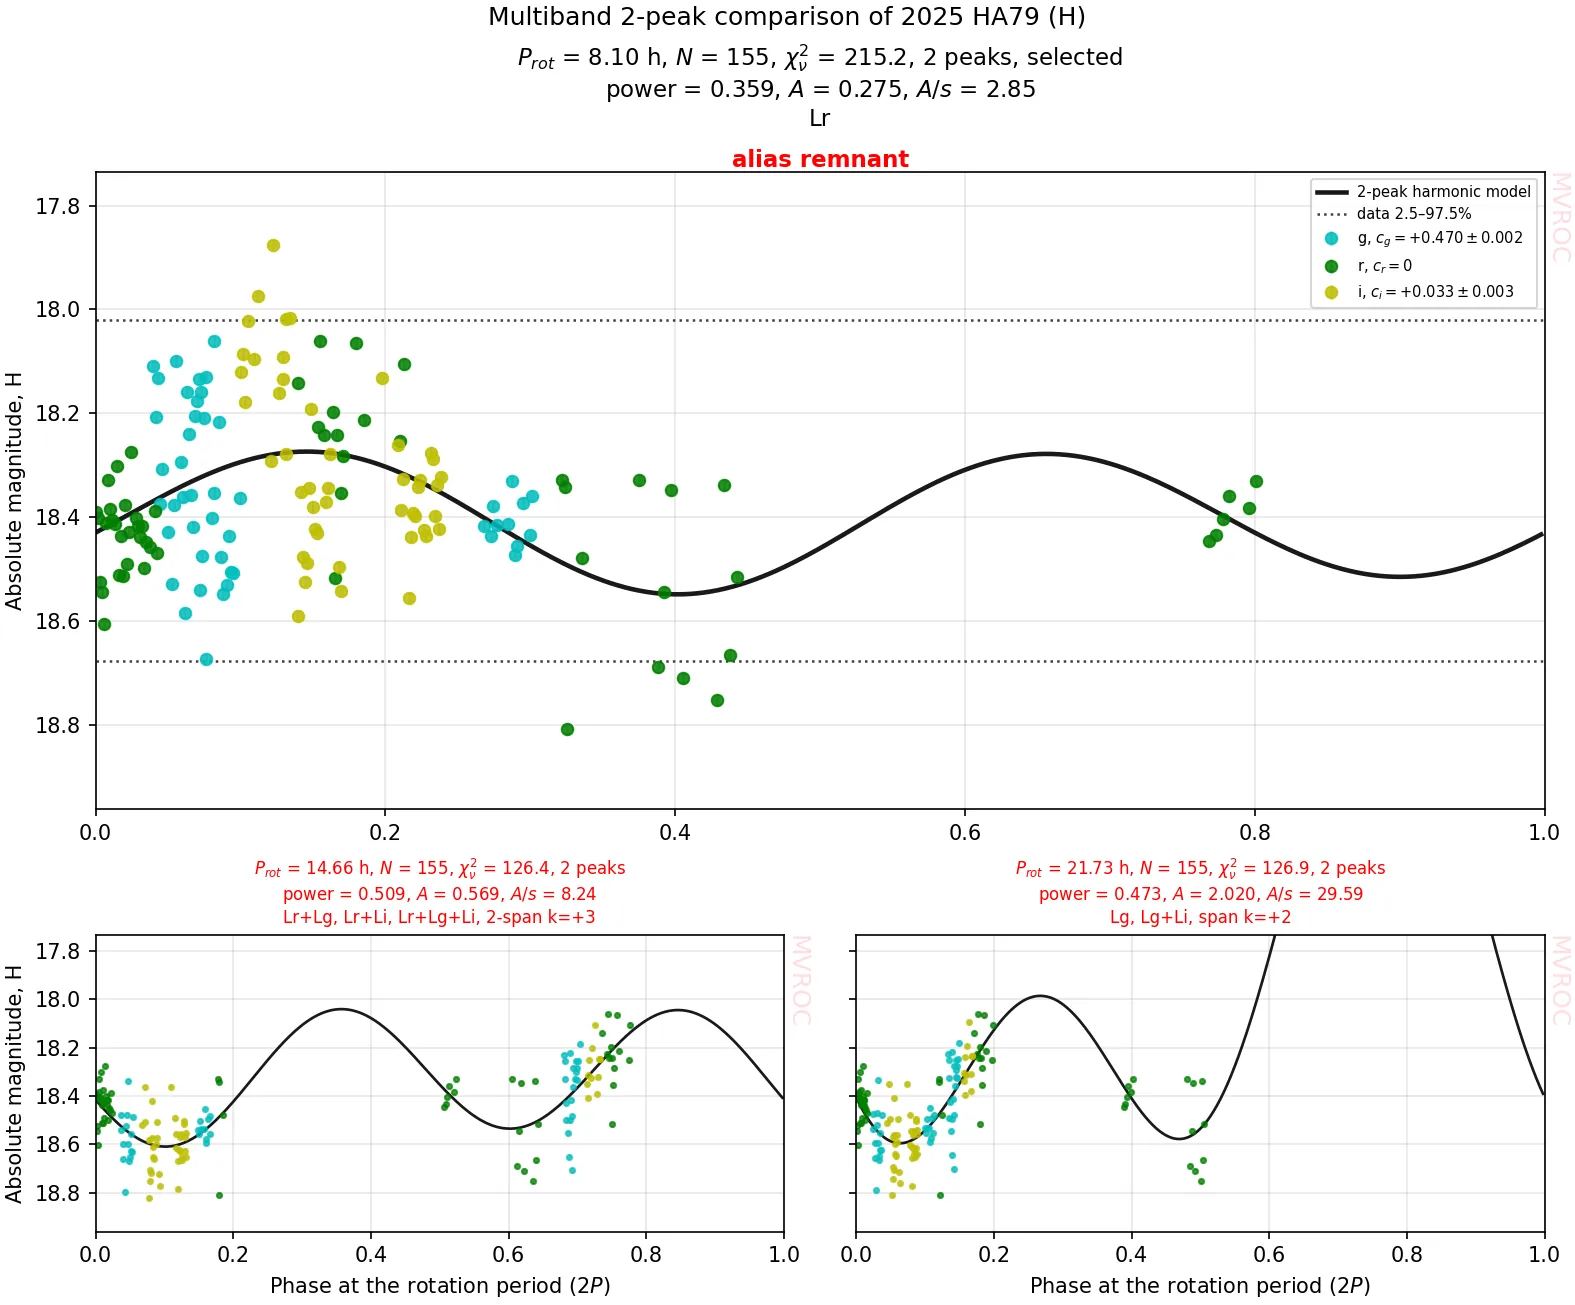 Multiband 2-peak comparison of 2025 HA79 (H)
P_rot = 8.10 h, N = 155, χ²_ν = 215.2, 2 peaks, selected
power = 0.359, A = 0.275, A/s = 2.85
Lr
alias remnant
MVROC
2-peak harmonic model
data 2.5–97.5%
g, c_g = +0.470 ± 0.002
r, c_r = 0
i, c_i = +0.033 ± 0.003
Absolute magnitude, H
17.8
18.0
18.2
18.4
18.6
18.8
0.0 0.2 0.4 0.6 0.8 1.0
P_rot = 14.66 h, N = 155, χ²_ν = 126.4, 2 peaks
power = 0.509, A = 0.569, A/s = 8.24
Lr+Lg, Lr+Li, Lr+Lg+Li, 2-span k=+3
MVROC
Absolute magnitude, H
17.8
18.0
18.2
18.4
18.6
18.8
0.0 0.2 0.4 0.6 0.8 1.0
Phase at the rotation period (2P)
P_rot = 21.73 h, N = 155, χ²_ν = 126.9, 2 peaks
power = 0.473, A = 2.020, A/s = 29.59
Lg, Lg+Li, span k=+2
MVROC
0.0 0.2 0.4 0.6 0.8 1.0
Phase at the rotation period (2P)